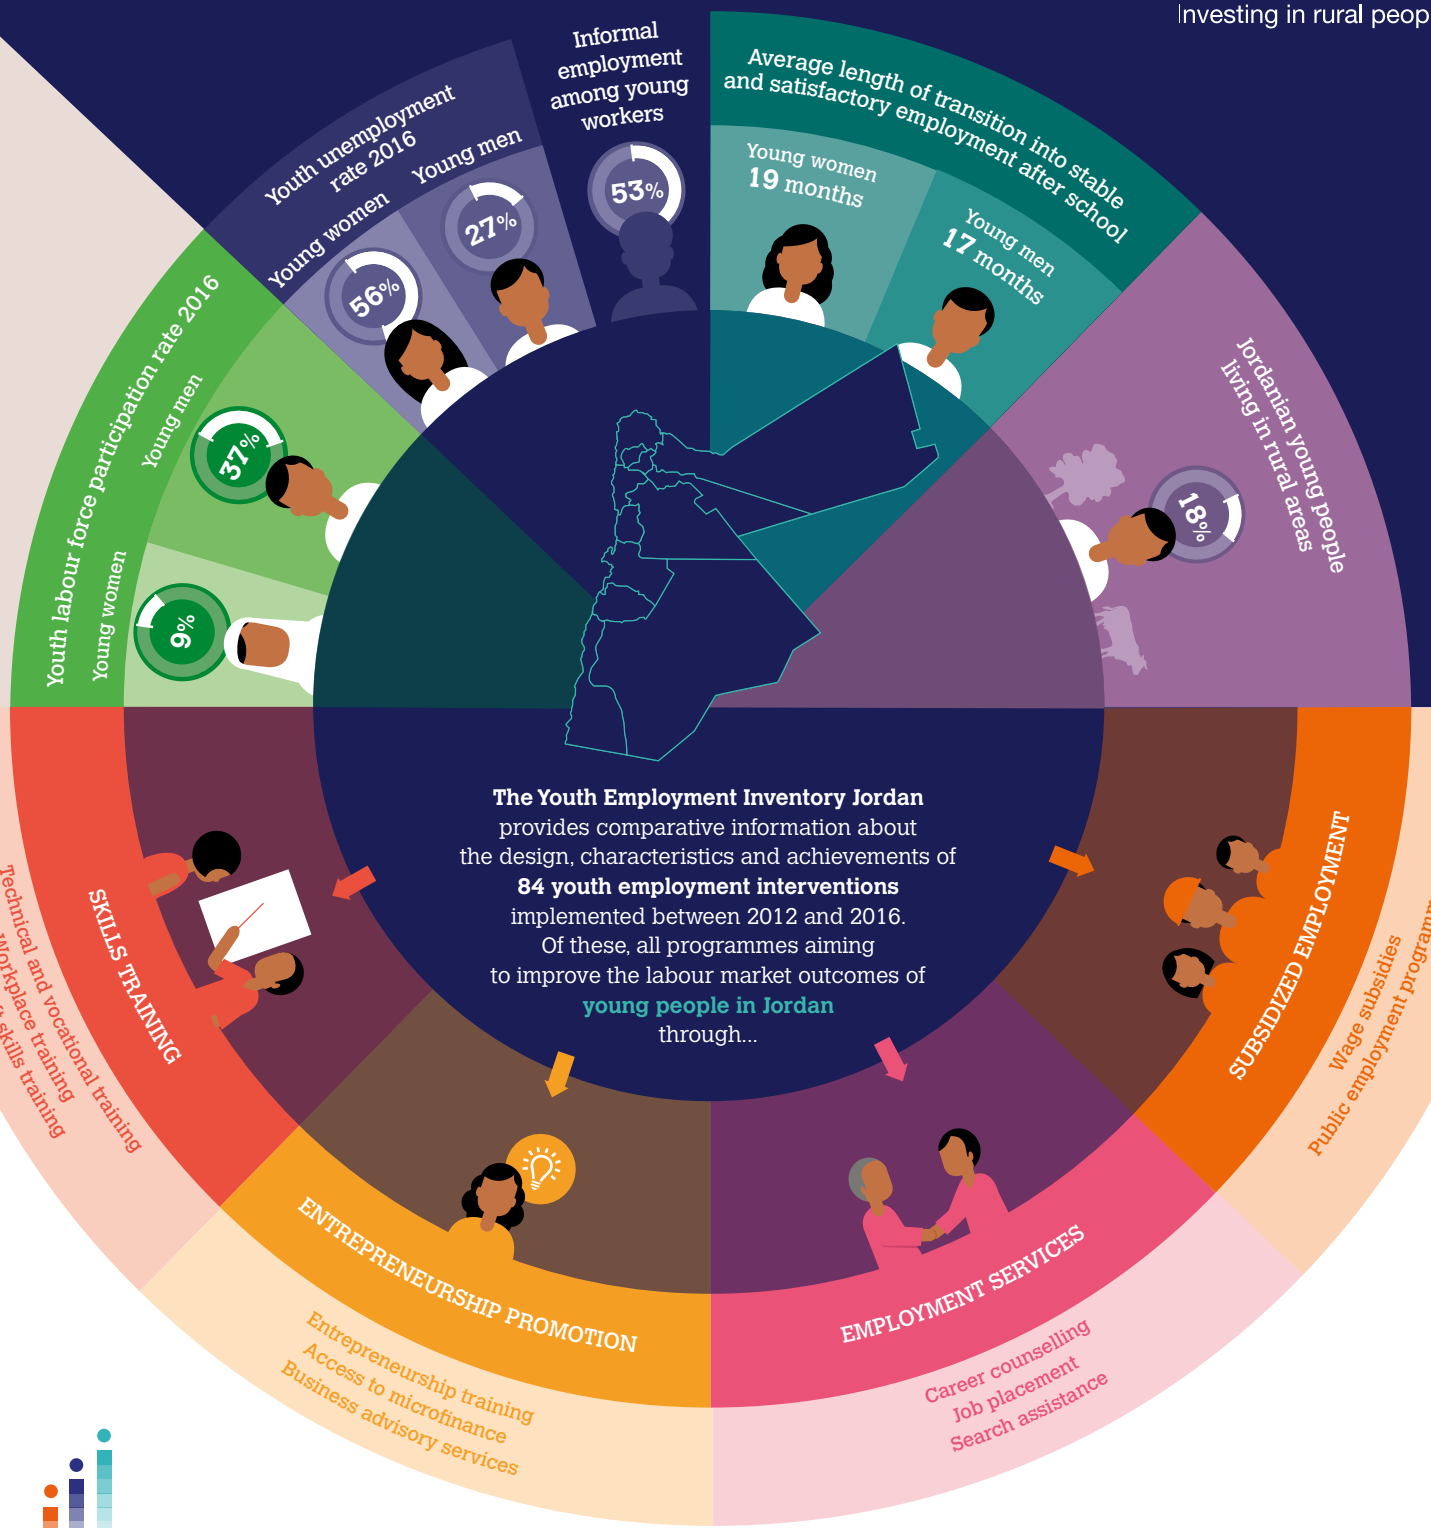 Investing in rural peop
Informal
employment
among young
workers
53%
Average length of transition into stable
and satisfactory employment after school
Young women
19 months
Young men
17 months
Youth unemployment
rate 2016
Young women
56%
Young men
27%
Youth labour force participation rate 2016
Young men
37%
Young women
9%
Jordanian young people
living in rural areas
18%
The Youth Employment Inventory Jordan
provides comparative information about
the design, characteristics and achievements of
84 youth employment interventions
implemented between 2012 and 2016.
Of these, all programmes aiming
to improve the labour market outcomes of
young people in Jordan
through...
SKILLS TRAINING
Technical and vocational training
Workplace training
skills training
ENTREPRENEURSHIP PROMOTION
Entrepreneurship training
Access to microfinance
Business advisory services
EMPLOYMENT SERVICES
Career counselling
Job placement
Search assistance
SUBSIDIZED EMPLOYMENT
Wage subsidies
Public employment programm